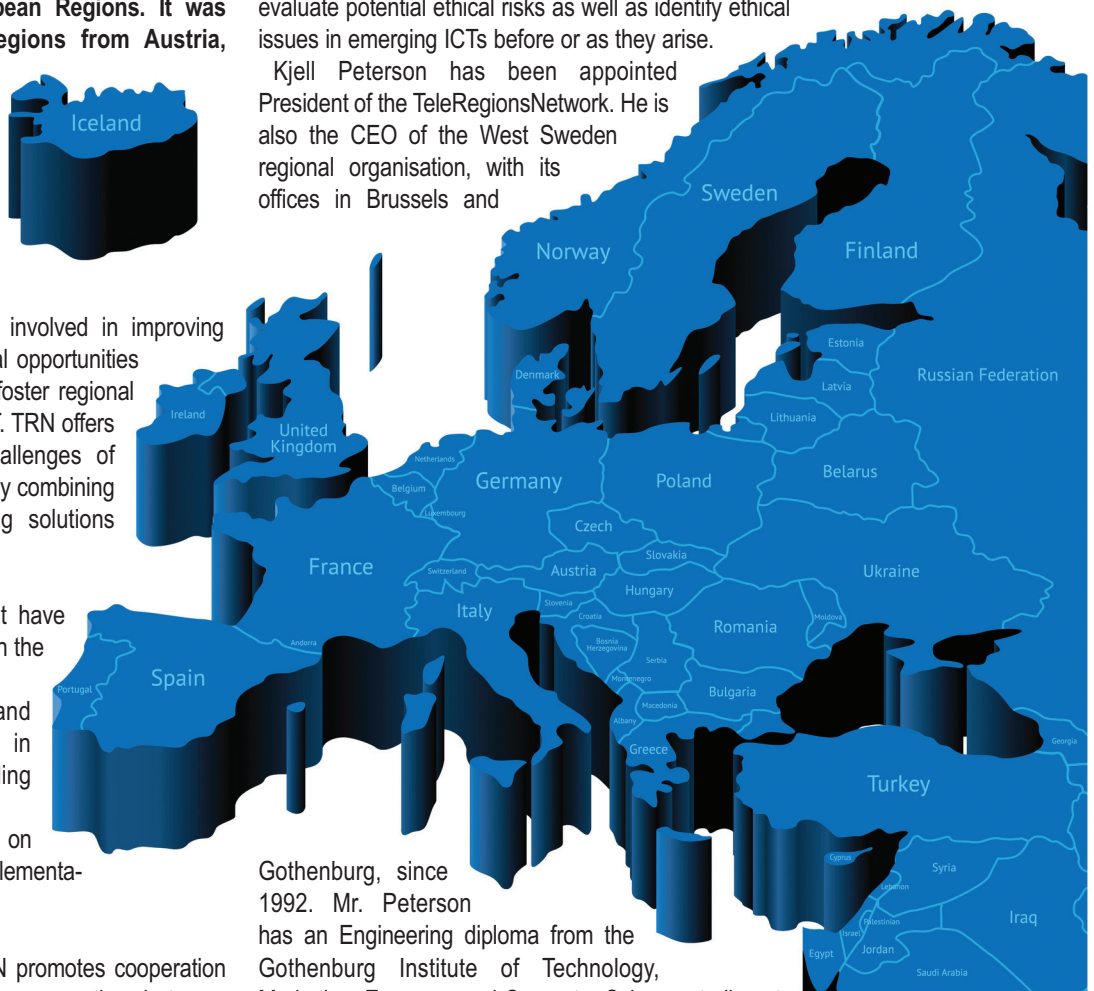 pean Regions. It was
egions from Austria,
involved in improving
al opportunities
foster regional
TRN offers
allenges of
y combining
g solutions
t have
n the
and
in
ling
on
lementa-
N promotes cooperation
evaluate potential ethical risks as well as identify ethical
issues in emerging ICTs before or as they arise.
Kjell Peterson has been appointed
President of the TeleRegionsNetwork. He is
also the CEO of the West Sweden
regional organisation, with its
offices in Brussels and
Gothenburg, since
1992. Mr. Peterson
has an Engineering diploma from the
Gothenburg Institute of Technology,
Iceland
Sweden
Norway
Finland
Estonia
Denmark
Latvia
Russian Federation
Lithuania
Ireland
United
Kingdom
Netherlands
Belgium
Luxembourg
Germany
Poland
Belarus
Czech
Slovakia
France
Switzerland
Austria
Hungary
Ukraine
Italy
Slovenia
Croatia
Romania
Moldova
Andorra
Bosnia
Herzegovina
Serbia
Montenegro
Bulgaria
Macedonia
Albany
Spain
Portugal
Greece
Georgia
Turkey
Cyprus
Syria
Lebanon
Palestinian
Israel
Iraq
Egypt
Jordan
Saudi Arabia